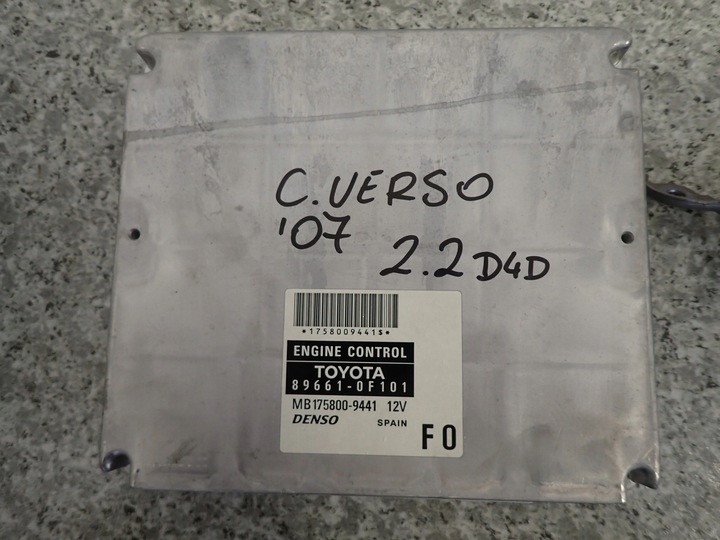 C.VERSO
'07
2.2 D4D
*1758009441$*
ENGINE CONTROL
TOYOTA
89661-0F101
MB175800-9441 12V
DENSO SPAIN F0